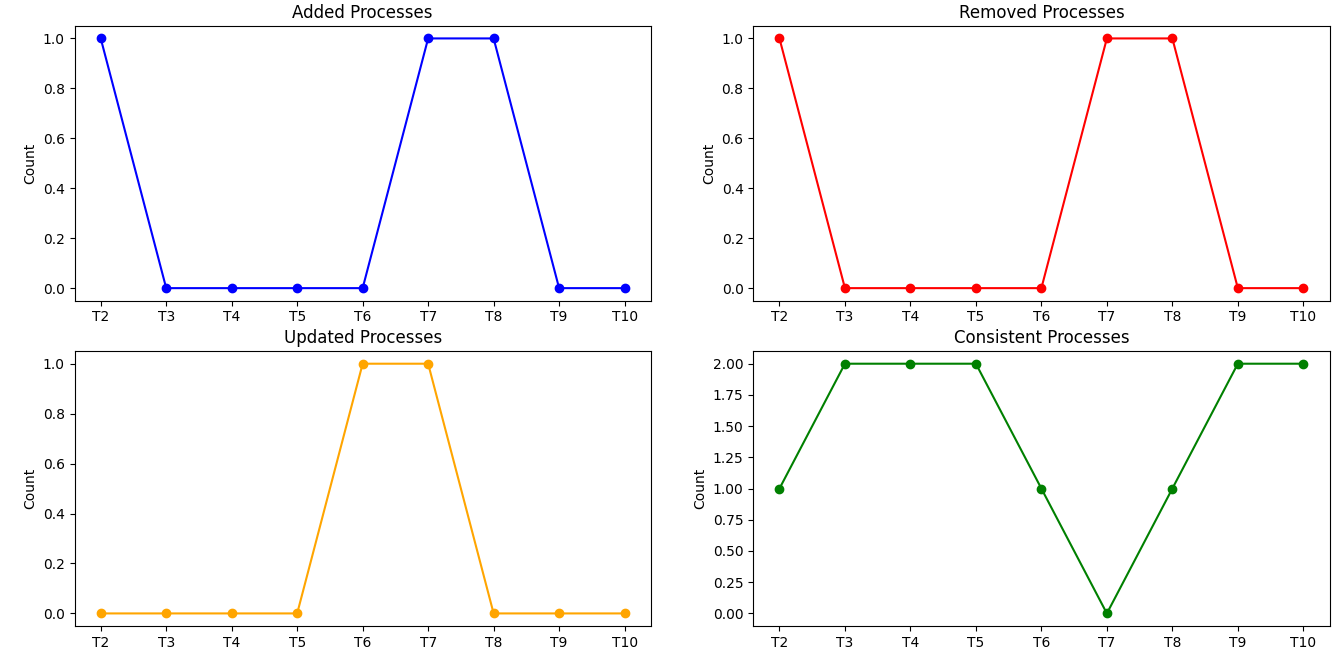 Added Processes
1.0
0.8
0.6
0.4
0.2
0.0
Count
T2 T3 T4 T5 T6 T7 T8 T9 T10
Removed Processes
1.0
0.8
0.6
0.4
0.2
0.0
Count
T2 T3 T4 T5 T6 T7 T8 T9 T10
Updated Processes
1.0
0.8
0.6
0.4
0.2
0.0
Count
T2 T3 T4 T5 T6 T7 T8 T9 T10
Consistent Processes
2.00
1.75
1.50
1.25
1.00
0.75
0.50
0.25
0.00
Count
T2 T3 T4 T5 T6 T7 T8 T9 T10